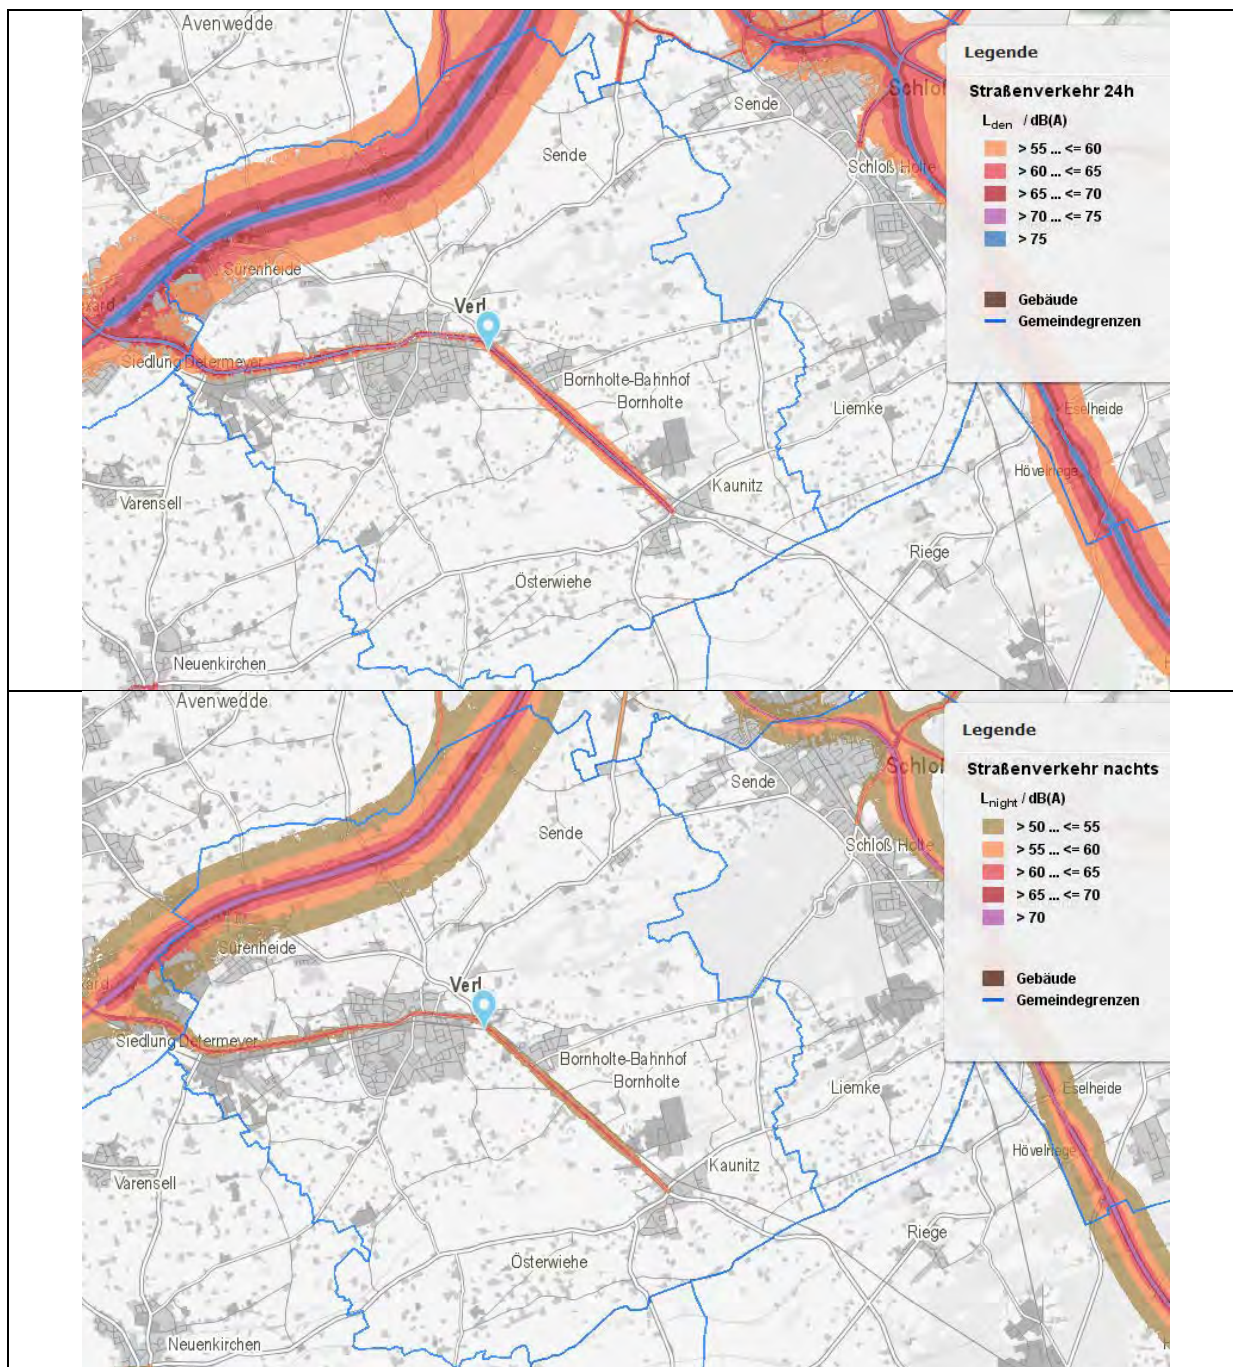 Avenwedde
Legende
Straßenverkehr 24h
Lden / dB(A)
> 55 ... <= 60
> 60 ... <= 65
> 65 ... <= 70
> 70 ... <= 75
> 75
Gebäude
Gemeindegrenzen
Sende
Schloß Holte
Sende
Sürenheide
Verl
Siedlung Determeyer
Bornholte-Bahnhof
Bornholte
Liemke
Eselheide
Hövelriege
Kaunitz
Varensell
Riege
Österwiehe
Neuenkirchen
Avenwedde
Legende
Straßenverkehr nachts
Lnight / dB(A)
> 50 ... <= 55
> 55 ... <= 60
> 60 ... <= 65
> 65 ... <= 70
> 70
Gebäude
Gemeindegrenzen
Sende
Sende
Schloß Holte
Sürenheide
Verl
Siedlung Determeyer
Bornholte-Bahnhof
Bornholte
Liemke
Eselheide
Hövelriege
Kaunitz
Varensell
Riege
Österwiehe
Neuenkirchen